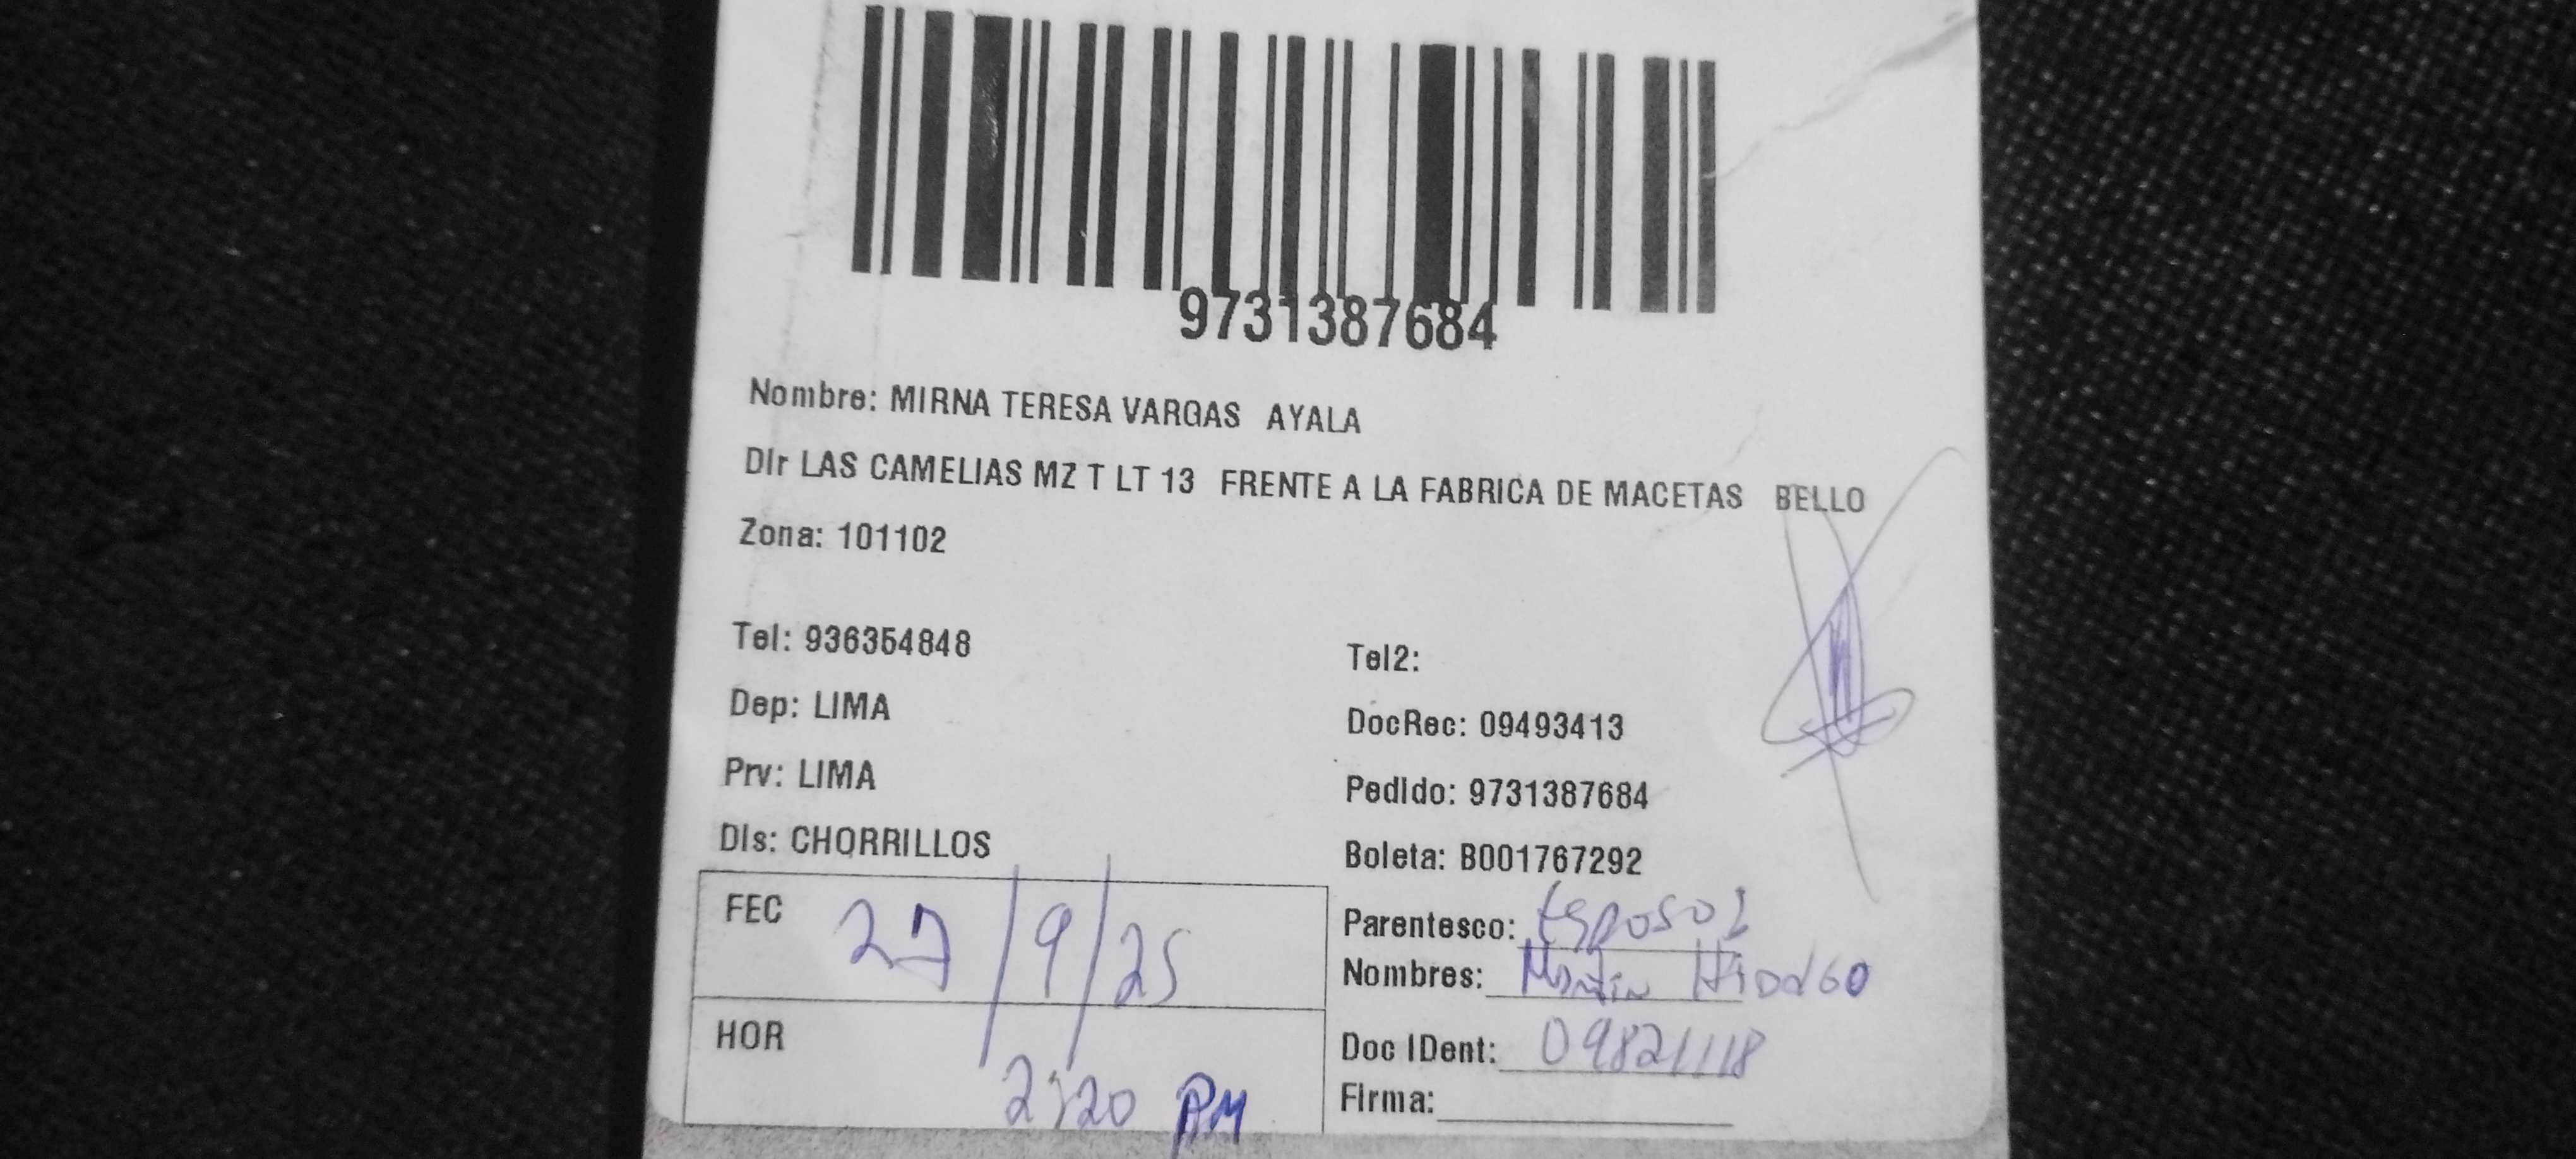 9731387684
Nombre: MIRNA TERESA VARGAS AYALA
Dir LAS CAMELIAS MZ T LT 13 FRENTE A LA FABRICA DE MACETAS BELLO
Zona: 101102
Tel: 936354848
Tel2:
Dep: LIMA
DocRec: 09493413
Prv: LIMA
Pedido: 9731387684
Dis: CHORRILLOS
Boleta: B001767292
FEC 27/9/25
Parentesco: Esposo
Nombres: Martin
HOR 2:20 PM
Doc IDent: 09821118
Firma: